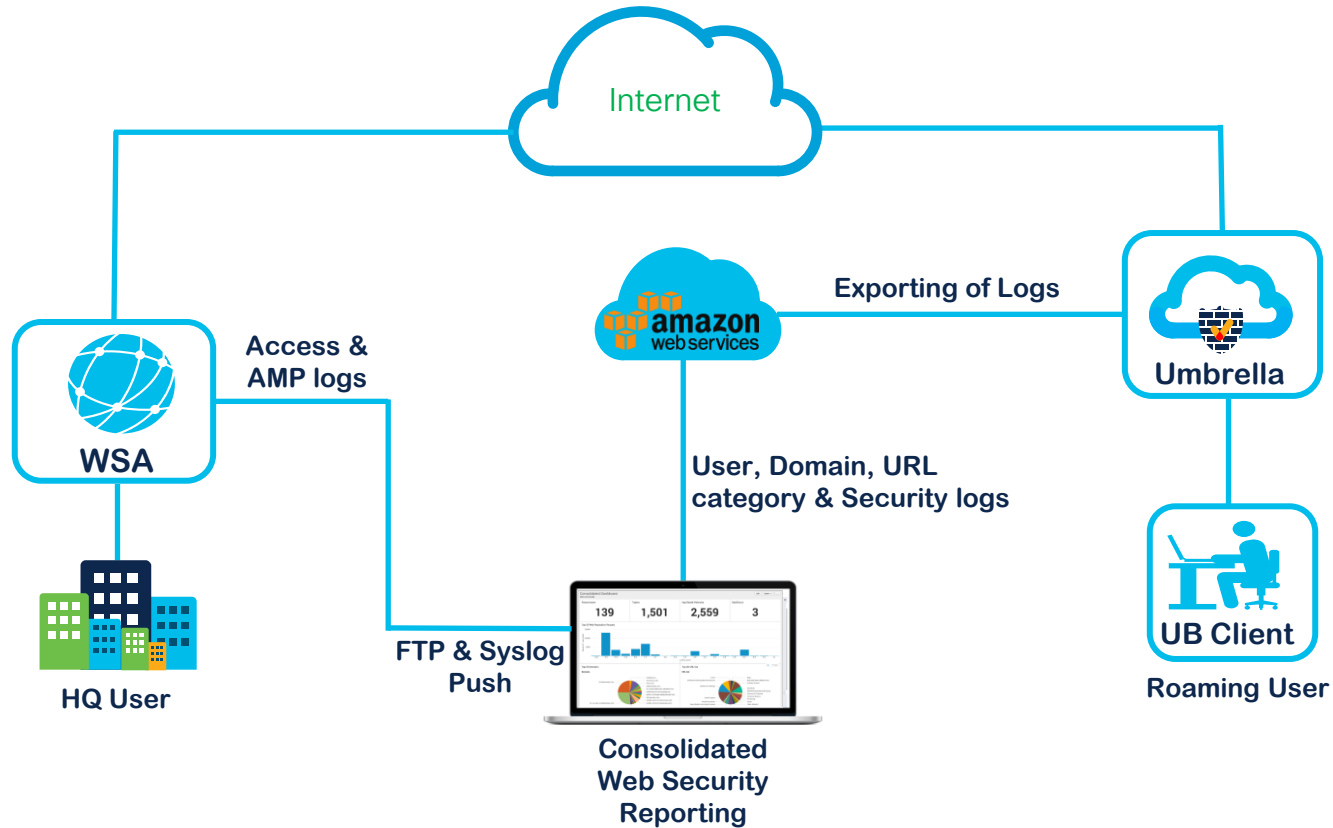 Internet
Exporting of Logs
amazon
web services
Umbrella
Access &
AMP logs
WSA
User, Domain, URL
category & Security logs
139
1,501
2,559
3
FTP & Syslog
Push
UB Client
HQ User
Roaming User
Consolidated
Web Security
Reporting